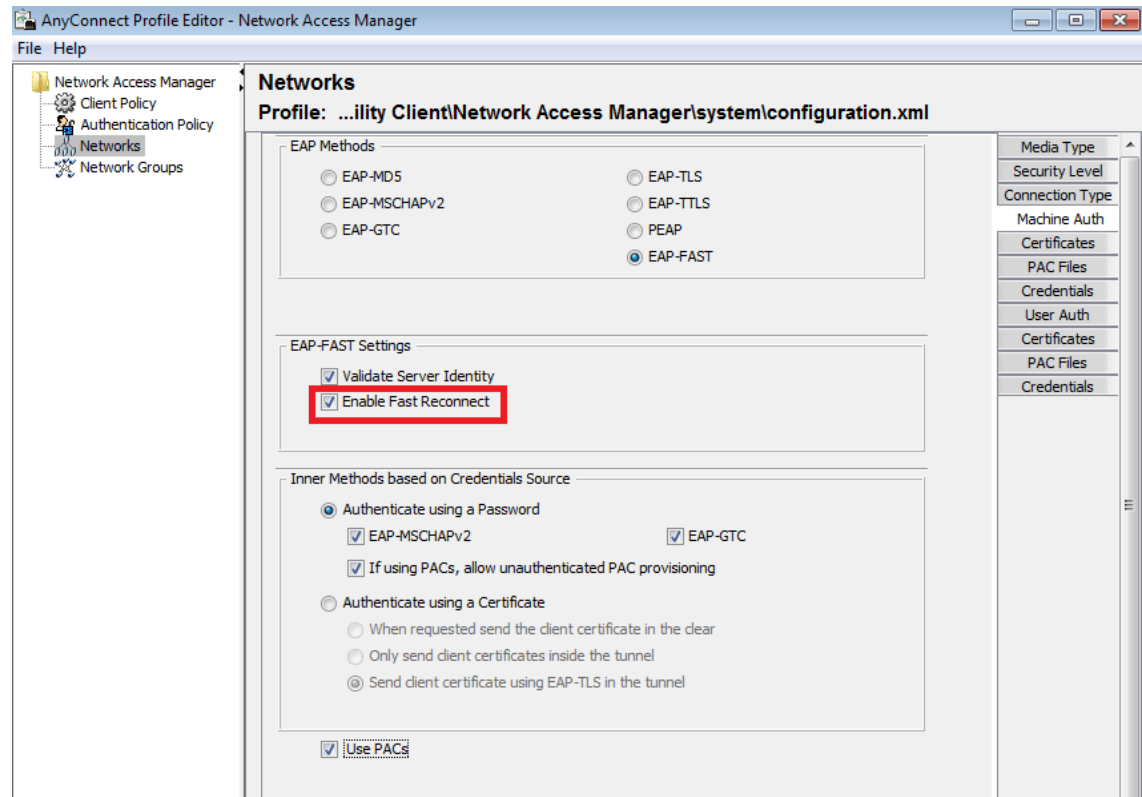 AnyConnect Profile Editor - Network Access Manager
File Help
Network Access Manager
Client Policy
Authentication Policy
Networks
Network Groups
Networks
Profile: ...ility Client\Network Access Manager\system\configuration.xml
EAP Methods
EAP-MD5
EAP-TLS
EAP-MSCHAPv2
EAP-TTLS
EAP-GTC
PEAP
EAP-FAST
EAP-FAST Settings
Validate Server Identity
Enable Fast Reconnect
Inner Methods based on Credentials Source
Authenticate using a Password
EAP-MSCHAPv2
EAP-GTC
If using PACs, allow unauthenticated PAC provisioning
Authenticate using a Certificate
When requested send the client certificate in the clear
Only send client certificates inside the tunnel
Send client certificate using EAP-TLS in the tunnel
Use PACs
Media Type
Security Level
Connection Type
Machine Auth
Certificates
PAC Files
Credentials
User Auth
Certificates
PAC Files
Credentials